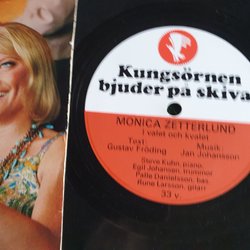 Kungsörnen
bjuder på skiva
MONICA ZETTERLUND
i valet och kvalet
Text: Musik:
Gustav Fröding Jan Johansson
Steve Kuhn, piano,
Egil Johansen, trummor
Palle Danielsson, bas
Rune Larsson, gitarr
33 v.